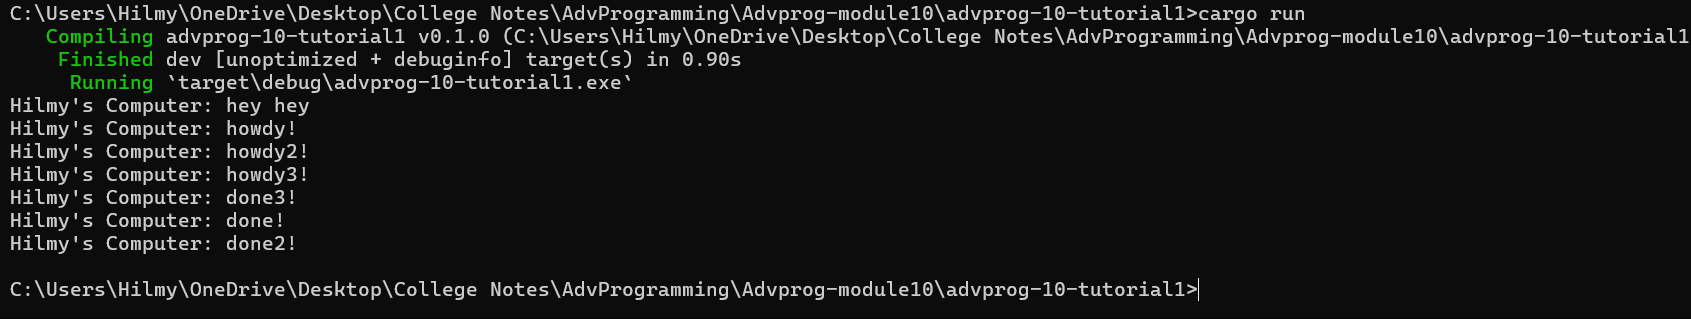 C:\Users\Hilmy\OneDrive\Desktop\College Notes\AdvProgramming\Advprog-module10\advprog-10-tutorial1>cargo run
   Compiling advprog-10-tutorial1 v0.1.0 (C:\Users\Hilmy\OneDrive\Desktop\College Notes\AdvProgramming\Advprog-module10\advprog-10-tutorial1
    Finished dev [unoptimized + debuginfo] target(s) in 0.90s
     Running `target\debug\advprog-10-tutorial1.exe`
Hilmy's Computer: hey hey
Hilmy's Computer: howdy!
Hilmy's Computer: howdy2!
Hilmy's Computer: howdy3!
Hilmy's Computer: done3!
Hilmy's Computer: done!
Hilmy's Computer: done2!
C:\Users\Hilmy\OneDrive\Desktop\College Notes\AdvProgramming\Advprog-module10\advprog-10-tutorial1>